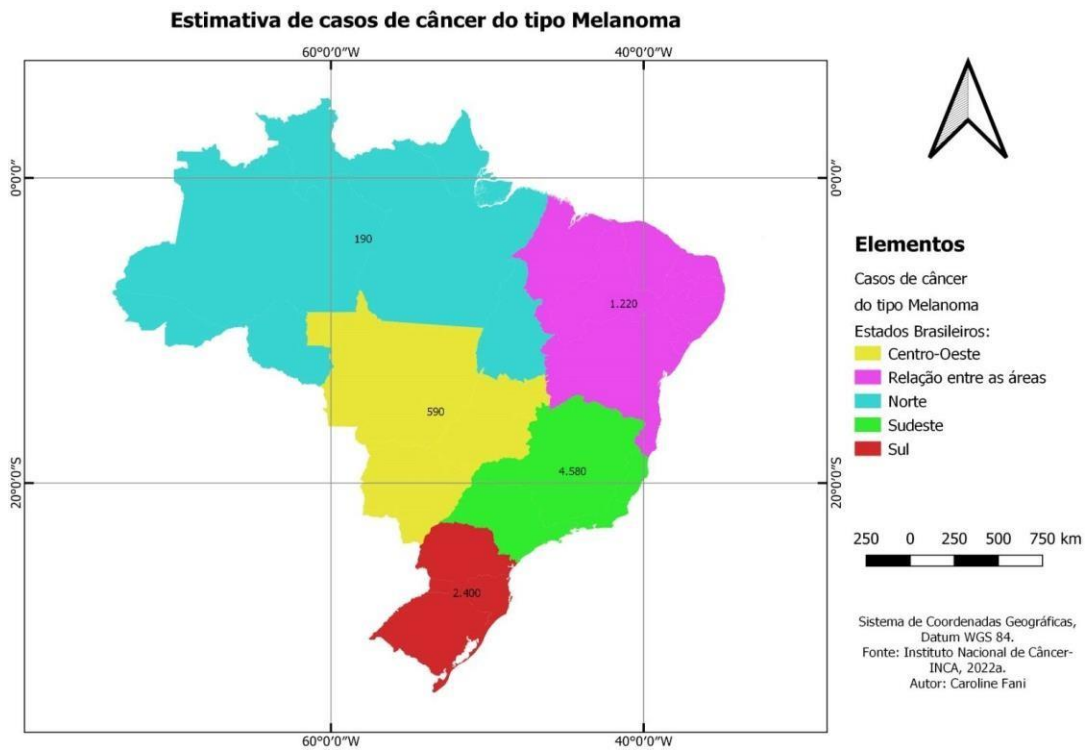 Estimativa de casos de câncer do tipo Melanoma
60°0'0"W
40°0'0"W
0°0'0"
0°0'0"
190
1.220
590
4.580
20°0'0"S
20°0'0"S
2.400
60°0'0"W
40°0'0"W
Elementos
Casos de câncer
do tipo Melanoma
Estados Brasileiros:
Centro-Oeste
Relação entre as áreas
Norte
Sudeste
Sul
250 0 250 500 750 km
Sistema de Coordenadas Geográficas,
Datum WGS 84.
Fonte: Instituto Nacional de Câncer-
INCA, 2022a.
Autor: Caroline Fani